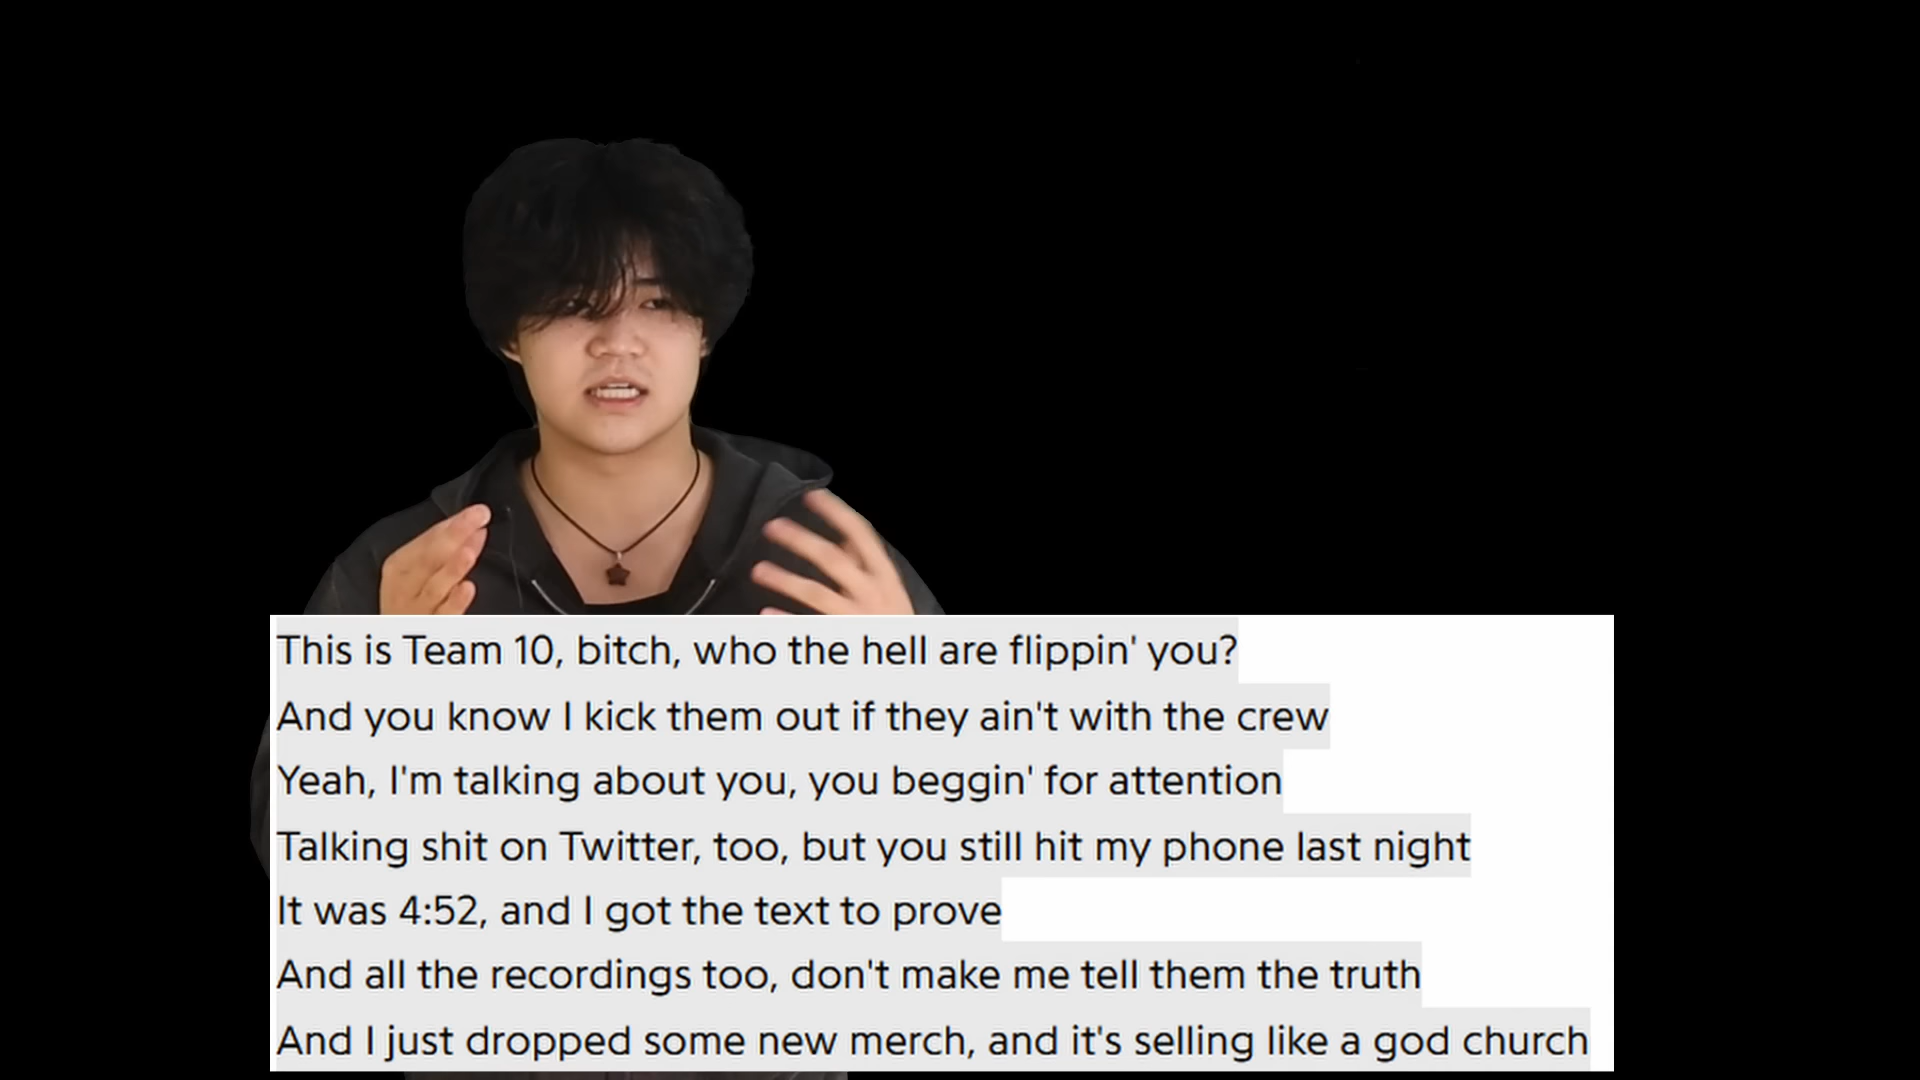 This is Team 10, bitch, who the hell are flippin' you?
And you know I kick them out if they ain't with the crew
Yeah, I'm talking about you, you beggin' for attention
Talking shit on Twitter, too, but you still hit my phone last night
It was 4:52, and I got the text to prove
And all the recordings too, don't make me tell them the truth
And I just dropped some new merch, and it's selling like a god church